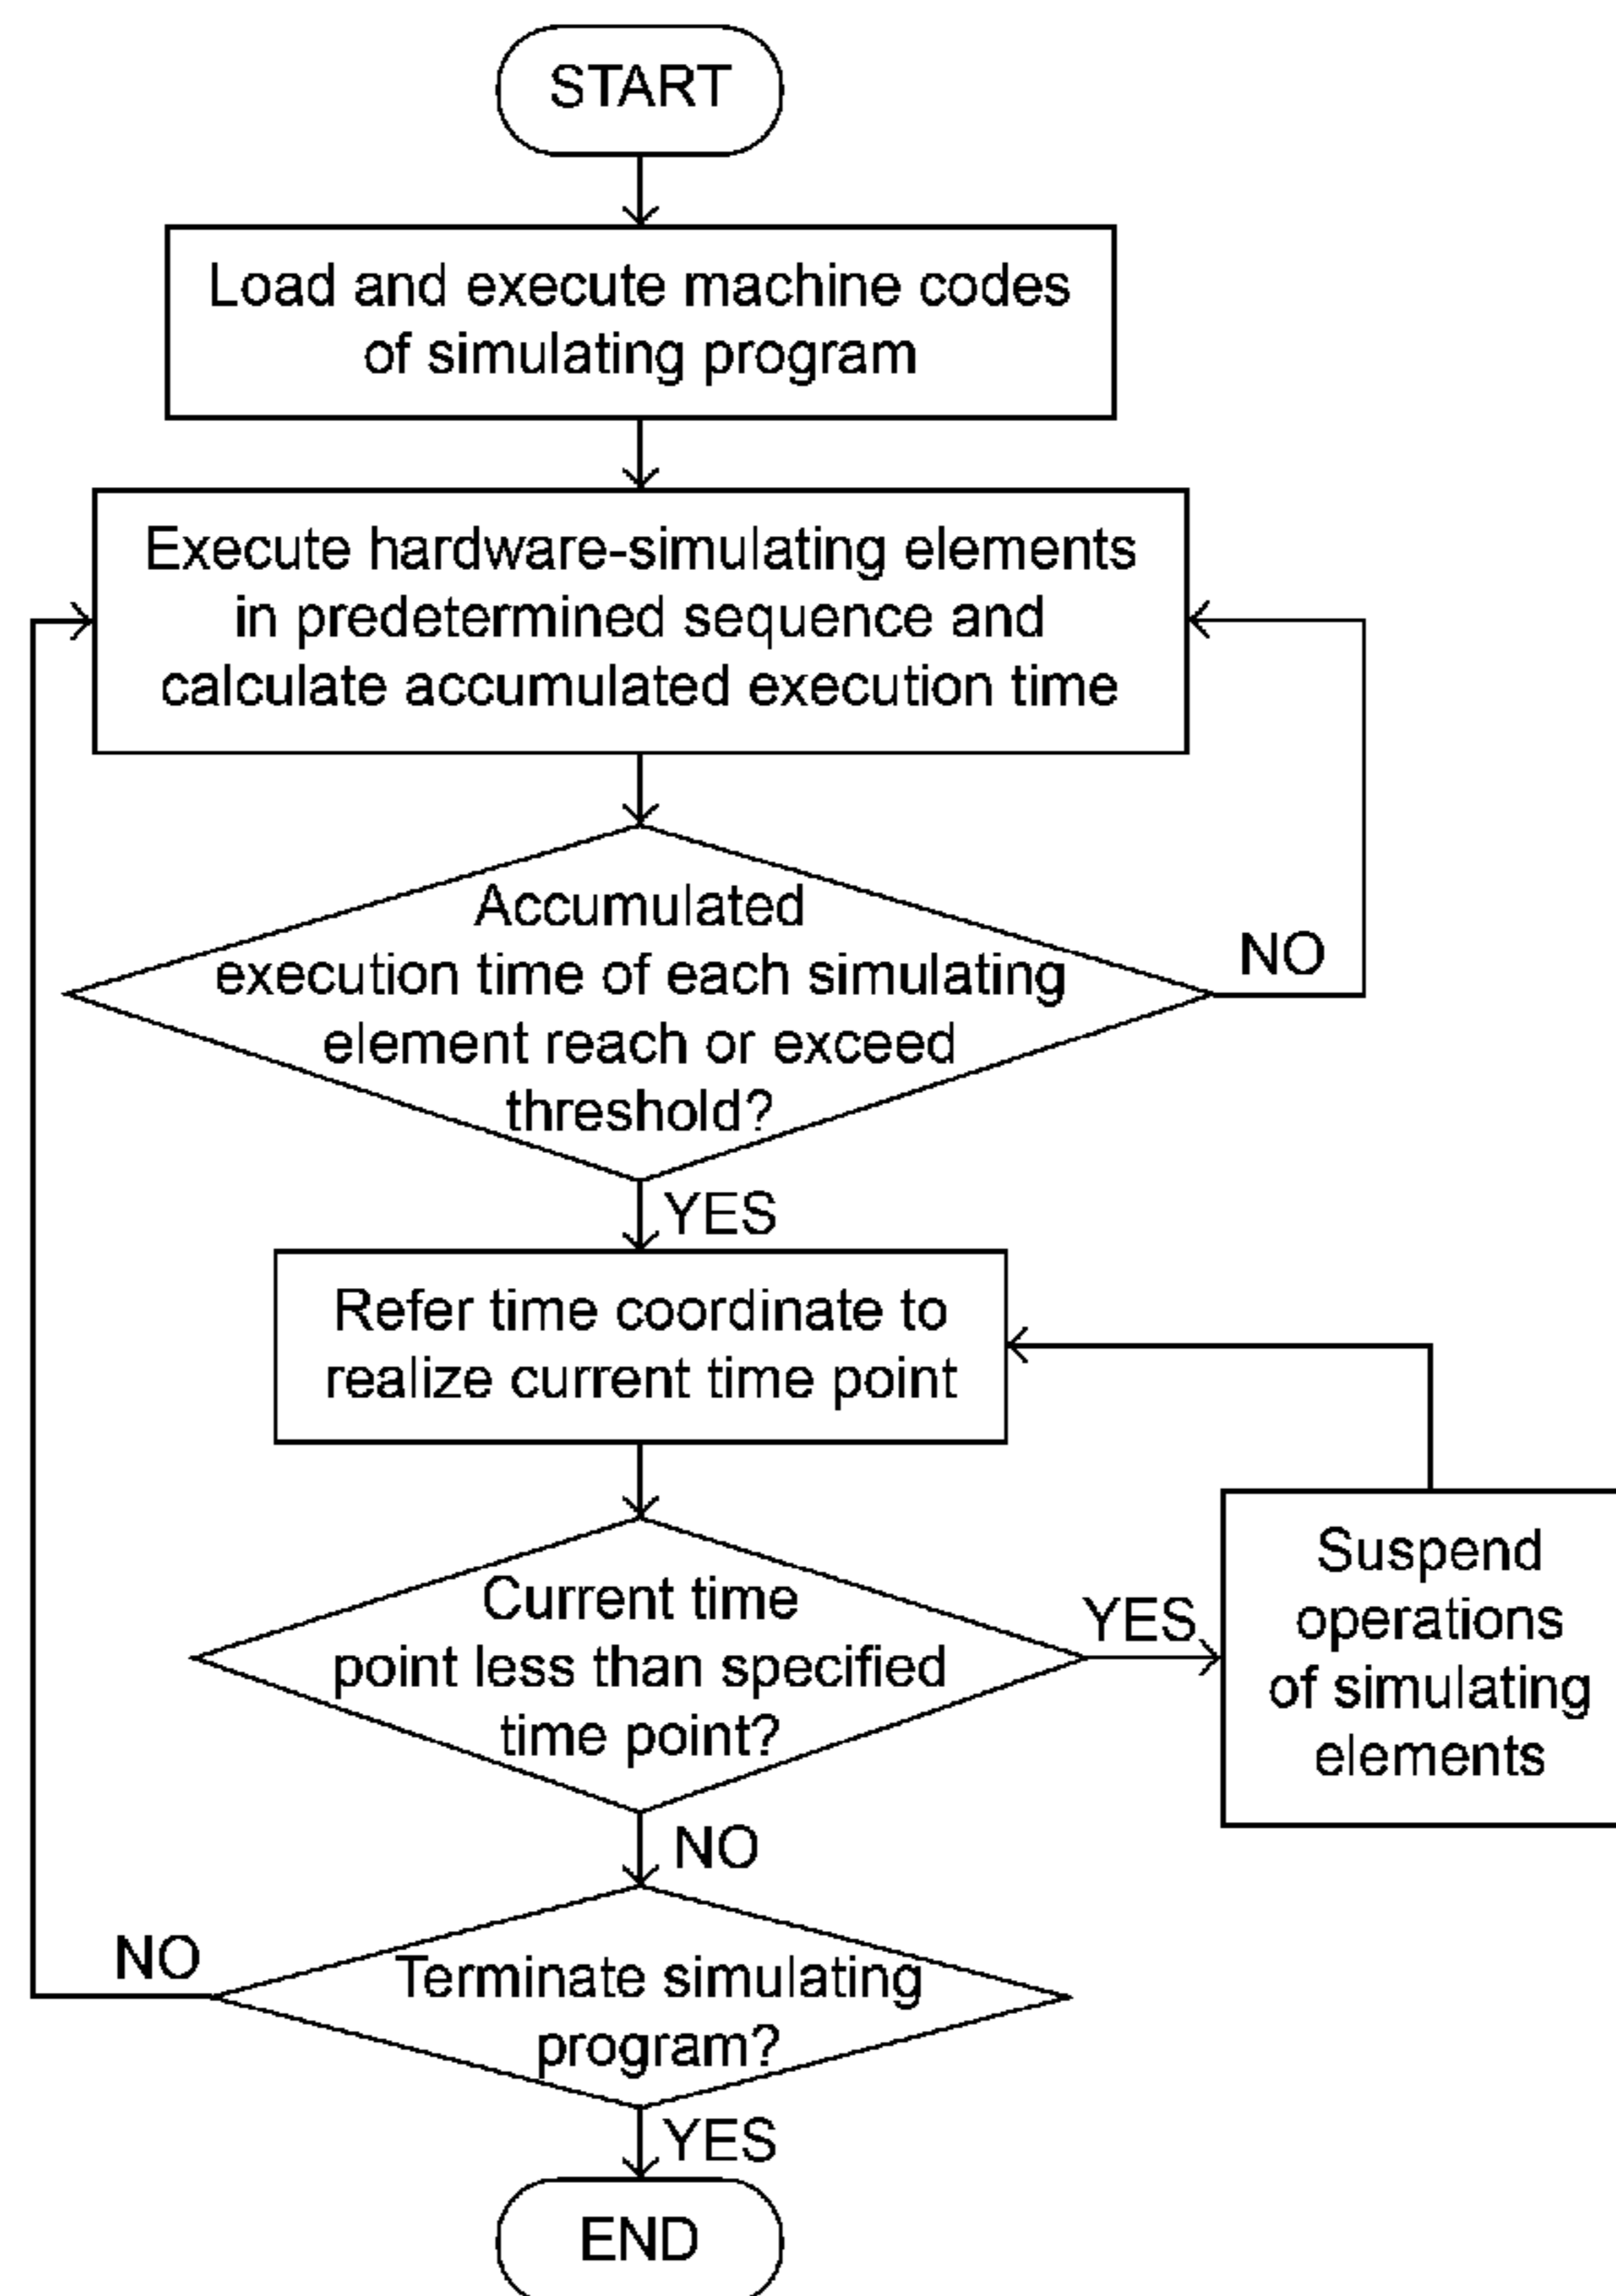 START
Load and execute machine codes
of simulating program
Execute hardware-simulating elements
in predetermined sequence and
calculate accumulated execution time
Accumulated
execution time of each simulating
element reach or exceed
threshold?
NO
YES
Refer time coordinate to
realize current time point
Current time
point less than specified
time point?
YES
Suspend
operations
of simulating
elements
NO
Terminate simulating
program?
NO
YES
END